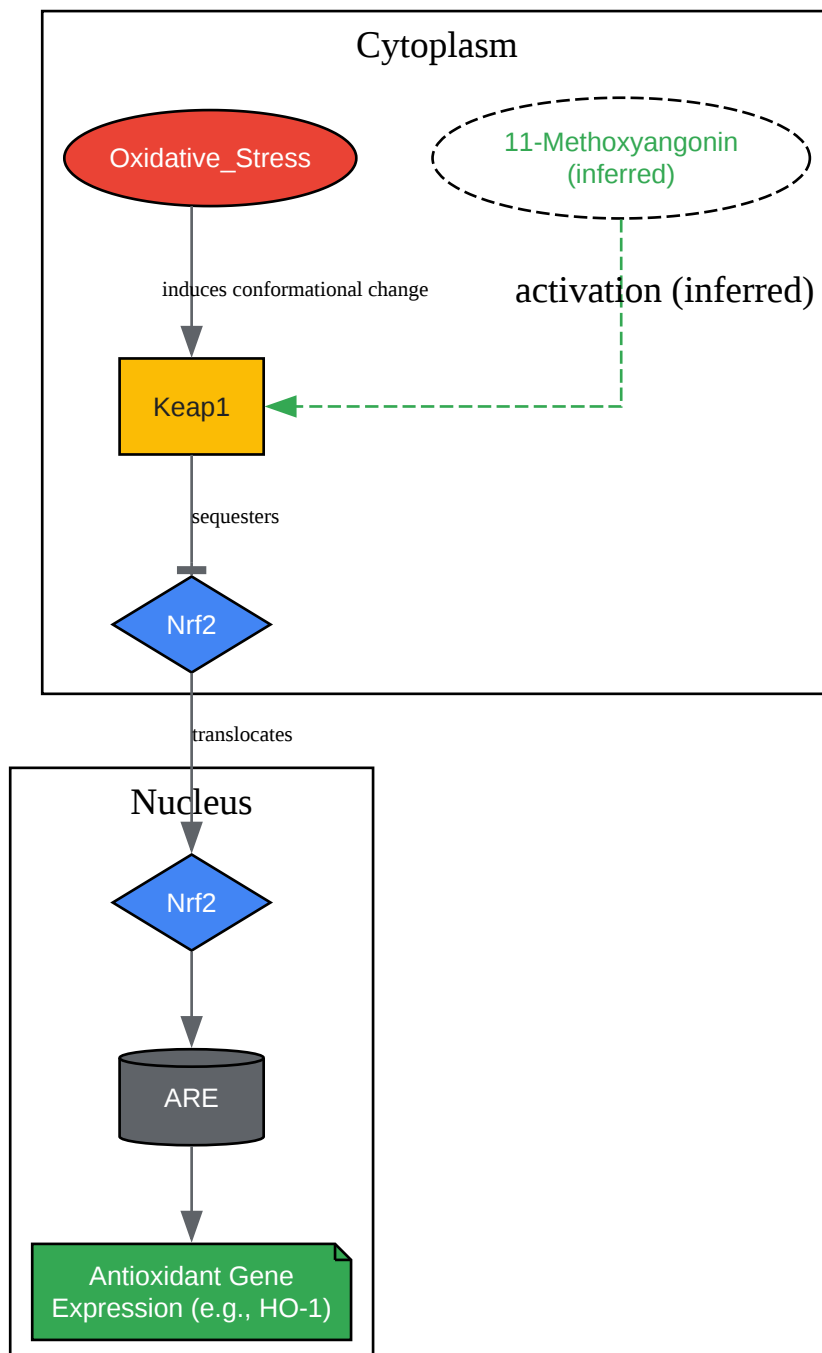 Cytoplasm
Oxidative_Stress
11-Methoxyangonin
(inferred)
induces conformational change
activation (inferred)
Keap1
sequesters
Nrf2
translocates
Nucleus
Nrf2
ARE
Antioxidant Gene
Expression (e.g., HO-1)